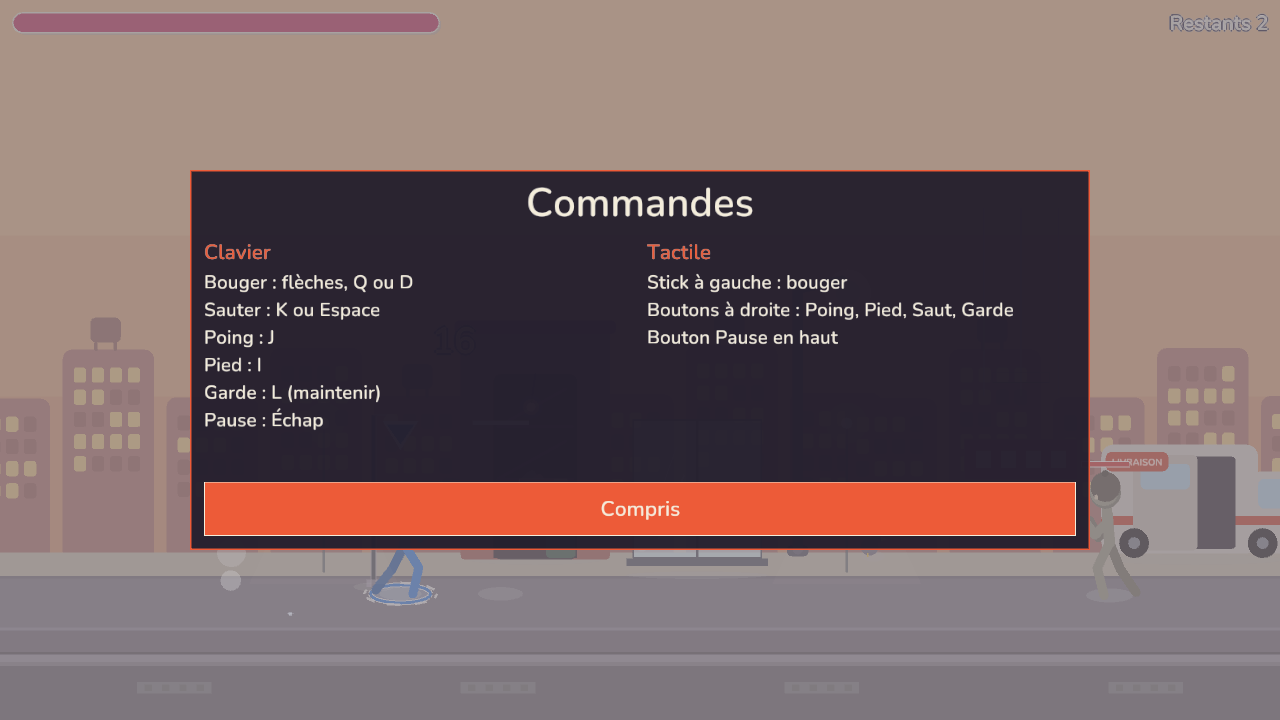 Restants 2
Commandes
Clavier
Bouger : flèches, Q ou D
Sauter : K ou Espace
Poing : J
Pied : I
Garde : L (maintenir)
Pause : Échap
Tactile
Stick à gauche : bouger
Boutons à droite : Poing, Pied, Saut, Garde
Bouton Pause en haut
16
LIVRAISON
Compris